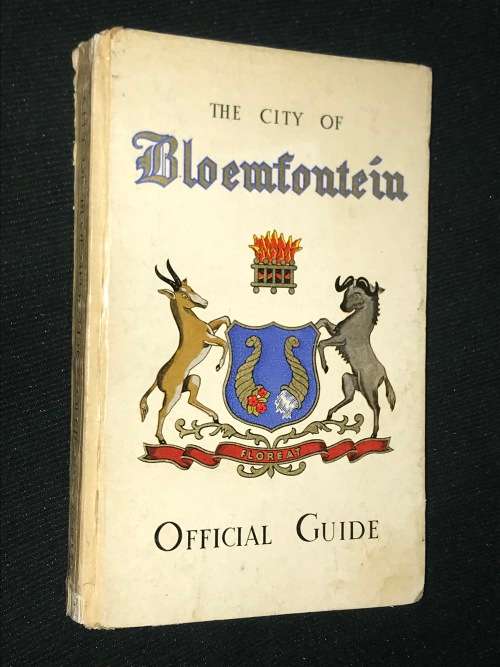 THE CITY OF
Bloemfontein
FLOREAT
OFFICIAL GUIDE